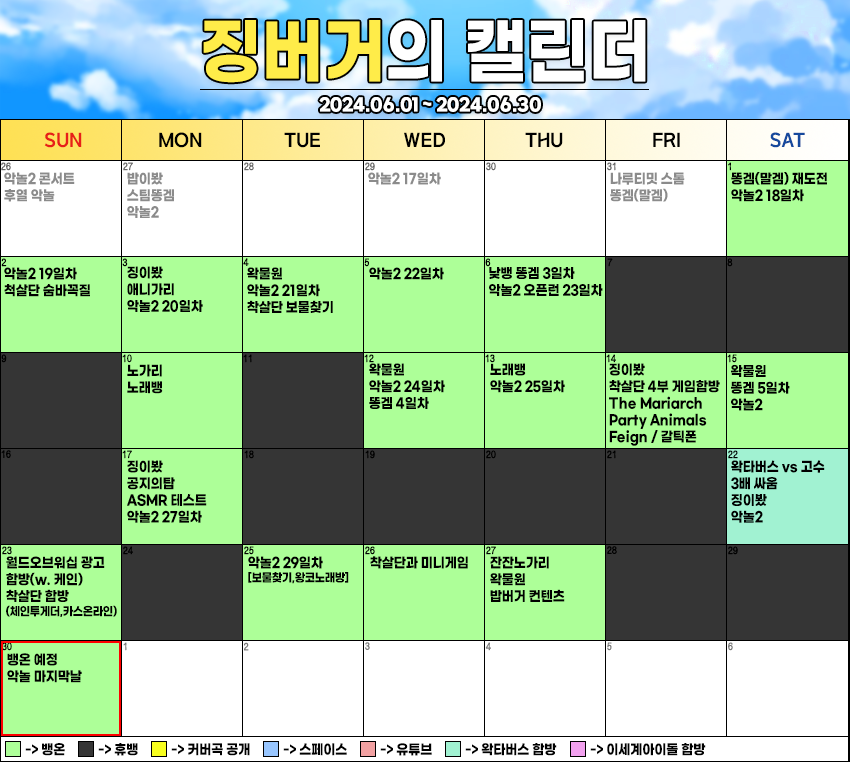 징버거의 캘린더
2024.06.01 ~ 2024.06.30
SUN MON TUE WED THU FRI SAT
26
악놀2 콘서트
후열 악놀
27
밥이봤
스팀똥겜
악놀2
28
29
악놀2 17일차
30
31
나루티밋 스톰
똥겜(말겜)
1
똥겜(말겜) 재도전
악놀2 18일차
2
악놀2 19일차
척살단 숨바꼭질
3
징이봤
애니가리
악놀2 20일차
4
왁물원
악놀2 21일차
착살단 보물찾기
5
악놀2 22일차
6
낮뱅 똥겜 3일차
악놀2 오픈런 23일차
7
8
9
10
노가리
노래뱅
11
12
왁물원
악놀2 24일차
똥겜 4일차
13
노래뱅
악놀2 25일차
14
징이봤
착살단 4부 게임합방
The Mariarch
Party Animals
Feign / 갈틱폰
15
왁물원
똥겜 5일차
악놀2
16
17
징이봤
공지의탑
ASMR 테스트
악놀2 27일차
18
19
20
21
22
왁타버스 vs 고수
3배 싸움
징이봤
악놀2
23
월드오브워십 광고
합방(w. 케인)
착살단 합방
(체인투게더,카스온라인)
24
25
악놀2 29일차
[보물찾기,왕코노래방]
26
착살단과 미니게임
27
잔잔노가리
왁물원
밥버거 컨텐츠
28
29
30
뱅온 예정
악놀 마지막날
1
2
3
4
5
6
-> 뱅온 -> 휴뱅 -> 커버곡 공개 -> 스페이스 -> 유튜브 -> 왁타버스 합방 -> 이세계아이돌 합방